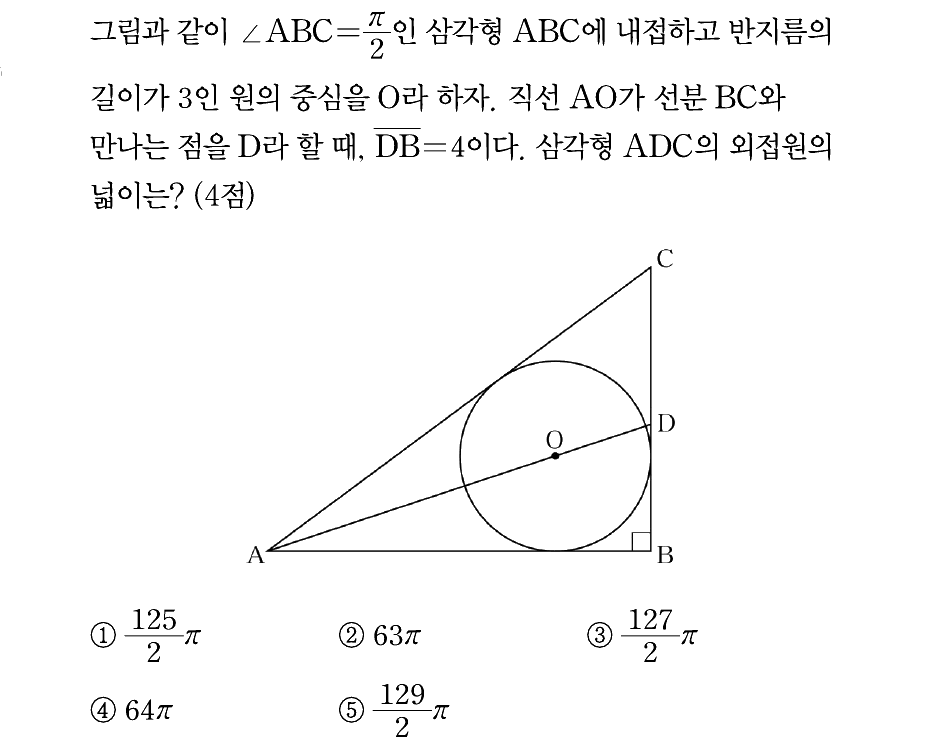 그림과 같이 ∠ABC=π/2인 삼각형 ABC에 내접하고 반지름의
길이가 3인 원의 중심을 O라 하자. 직선 AO가 선분 BC와
만나는 점을 D라 할 때, D̅B̅=4이다. 삼각형 ADC의 외접원의
넓이는? (4점)
C
D
O
A
B
① 125/2 π ② 63π ③ 127/2 π
④ 64π ⑤ 129/2 π